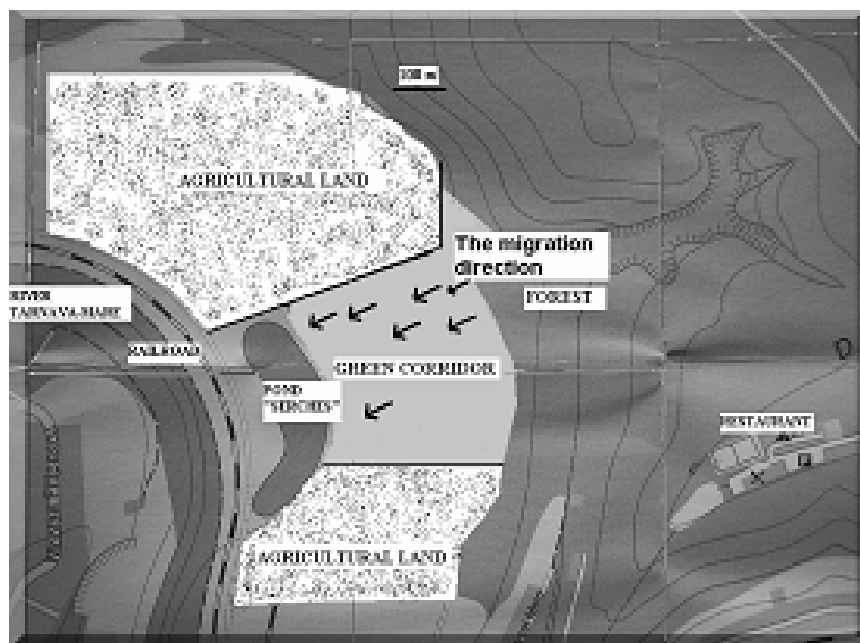 100 m
AGRICULTURAL LAND
The migration
direction
FOREST
RIVER
TARNAVA-MARE
RAILROAD
GREEN CORRIDOR
POND
RESTAURANT
AGRICULTURAL LAND